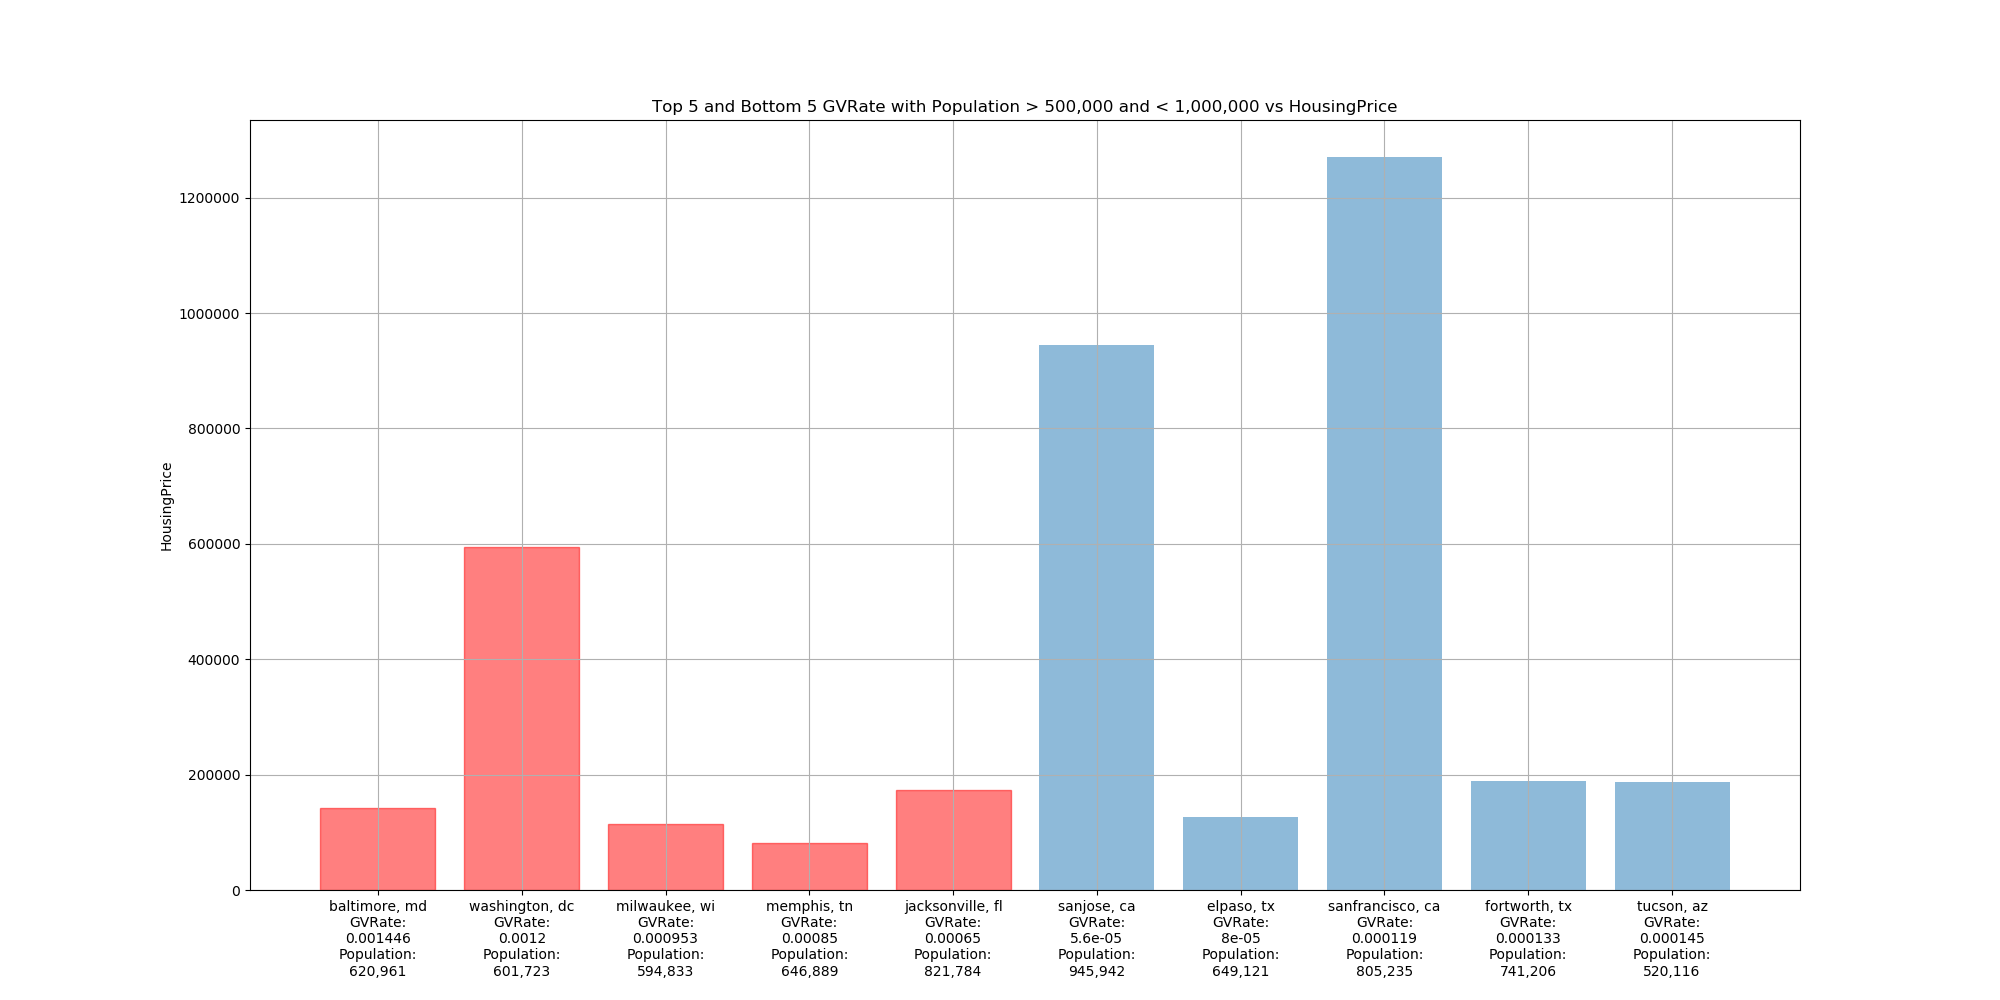 Top 5 and Bottom 5 GVRate with Population > 500,000 and < 1,000,000 vs HousingPrice
HousingPrice
1200000
1000000
800000
600000
400000
200000
0
baltimore, md
GVRate:
0.001446
Population:
620,961
washington, dc
GVRate:
0.0012
Population:
601,723
milwaukee, wi
GVRate:
0.000953
Population:
594,833
memphis, tn
GVRate:
0.00085
Population:
646,889
jacksonville, fl
GVRate:
0.00065
Population:
821,784
sanjose, ca
GVRate:
5.6e-05
Population:
945,942
elpaso, tx
GVRate:
8e-05
Population:
649,121
sanfrancisco, ca
GVRate:
0.000119
Population:
805,235
fortworth, tx
GVRate:
0.000133
Population:
741,206
tucson, az
GVRate:
0.000145
Population:
520,116